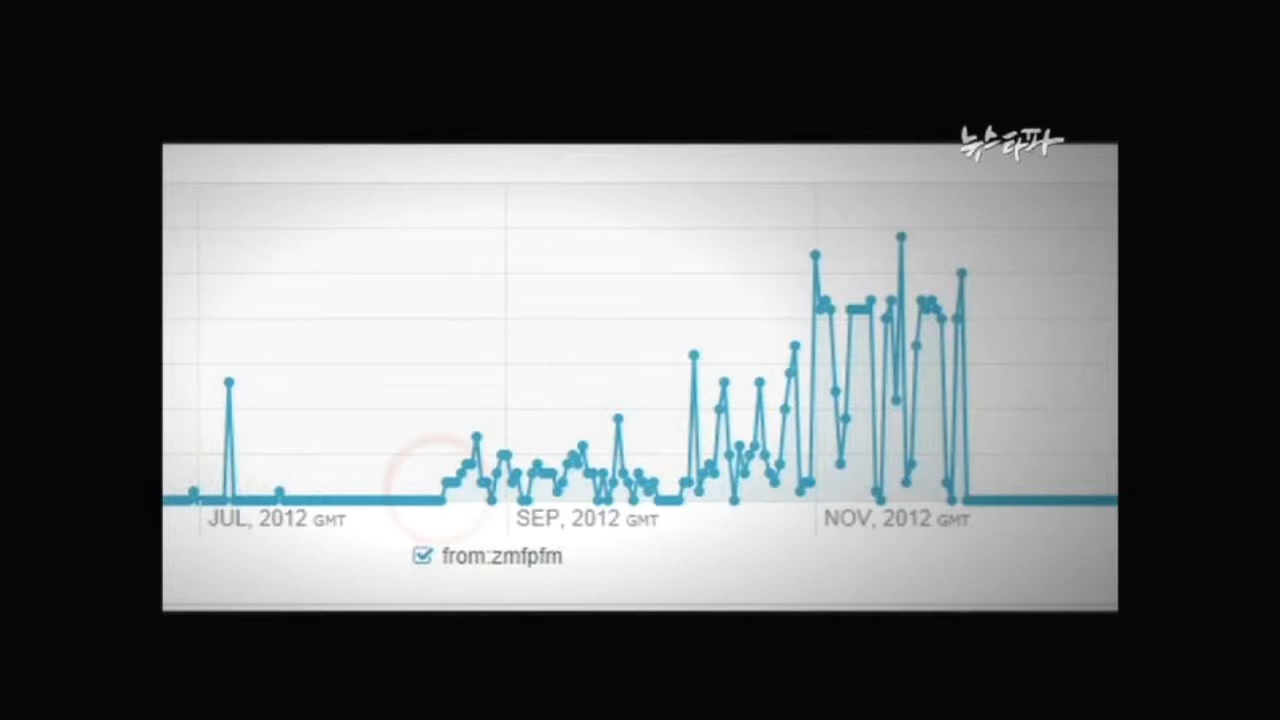 뉴스타파
JUL, 2012 GMT
SEP, 2012 GMT
NOV, 2012 GMT
from:zmfpfm